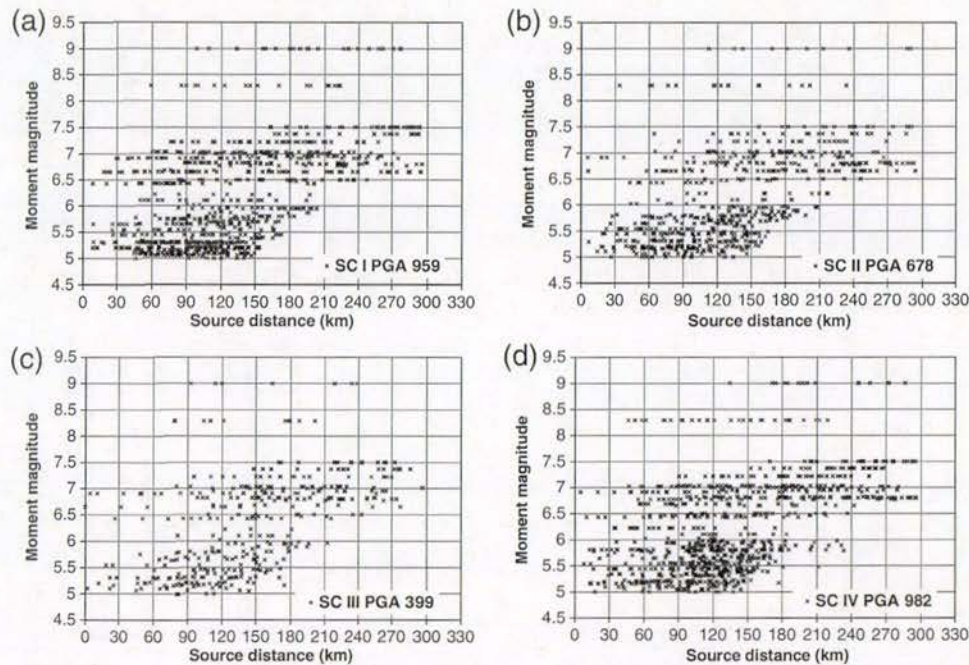 (a)
9.5
9
8.5
8
7.5
7
6.5
6
5.5
5
4.5
Moment magnitude
SC I PGA 959
0 30 60 90 120 150 180 210 240 270 300 330
Source distance (km)
(b)
9.5
9
8.5
8
7.5
7
6.5
6
5.5
5
4.5
Moment magnitude
SC II PGA 678
0 30 60 90 120 150 180 210 240 270 300 330
Source distance (km)
(c)
9.5
9
8.5
8
7.5
7
6.5
6
5.5
5
4.5
Moment magnitude
SC III PGA 399
0 30 60 90 120 150 180 210 240 270 300 330
Source distance (km)
(d)
9.5
9
8.5
8
7.5
7
6.5
6
5.5
5
4.5
Moment magnitude
SC IV PGA 982
0 30 60 90 120 150 180 210 240 270 300 330
Source distance (km)